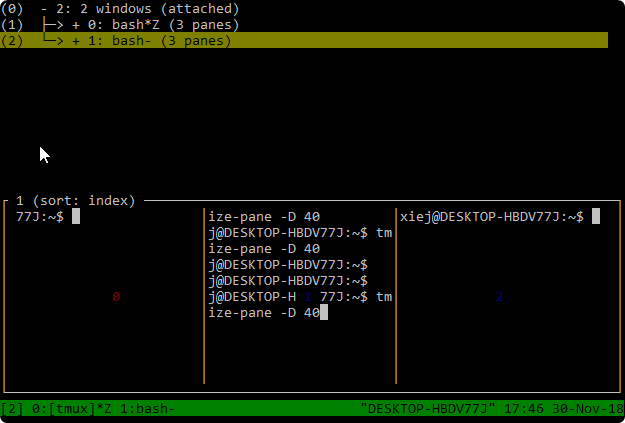 (0)  - 2: 2 windows (attached)
(1)  ├─> + 0: bash*Z (3 panes)
(2)  └─> + 1: bash- (3 panes)
1 (sort: index)
77J:~$
ize-pane -D 40
j@DESKTOP-HBDV77J:~$ tm
ize-pane -D 40
j@DESKTOP-HBDV77J:~$
j@DESKTOP-HBDV77J:~$
j@DESKTOP-H 1 77J:~$ tm
ize-pane -D 40
xiej@DESKTOP-HBDV77J:~$
0
2
[2] 0:[tmux]*Z 1:bash- "DESKTOP-HBDV77J" 17:46 30-Nov-18